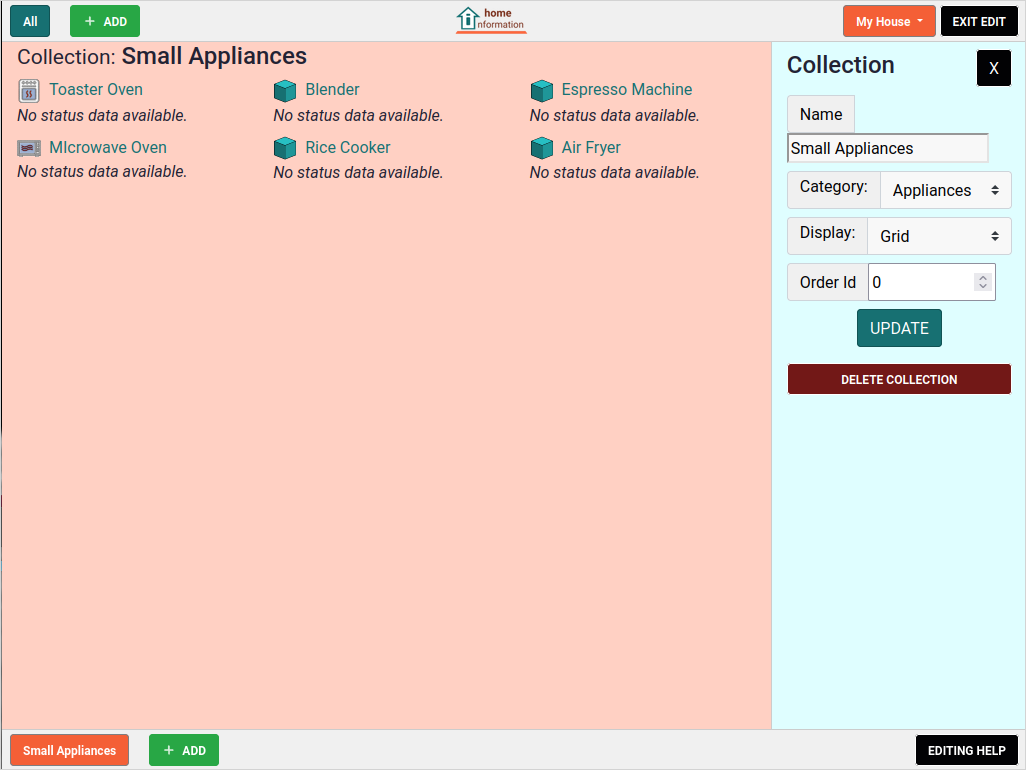 All
+ ADD
home
information
My House
EXIT EDIT
Collection: Small Appliances
Toaster Oven
No status data available.
Blender
No status data available.
Espresso Machine
No status data available.
MIcrowave Oven
No status data available.
Rice Cooker
No status data available.
Air Fryer
No status data available.
Collection
X
Name
Small Appliances
Category: Appliances
Display: Grid
Order Id 0
UPDATE
DELETE COLLECTION
Small Appliances
+ ADD
EDITING HELP